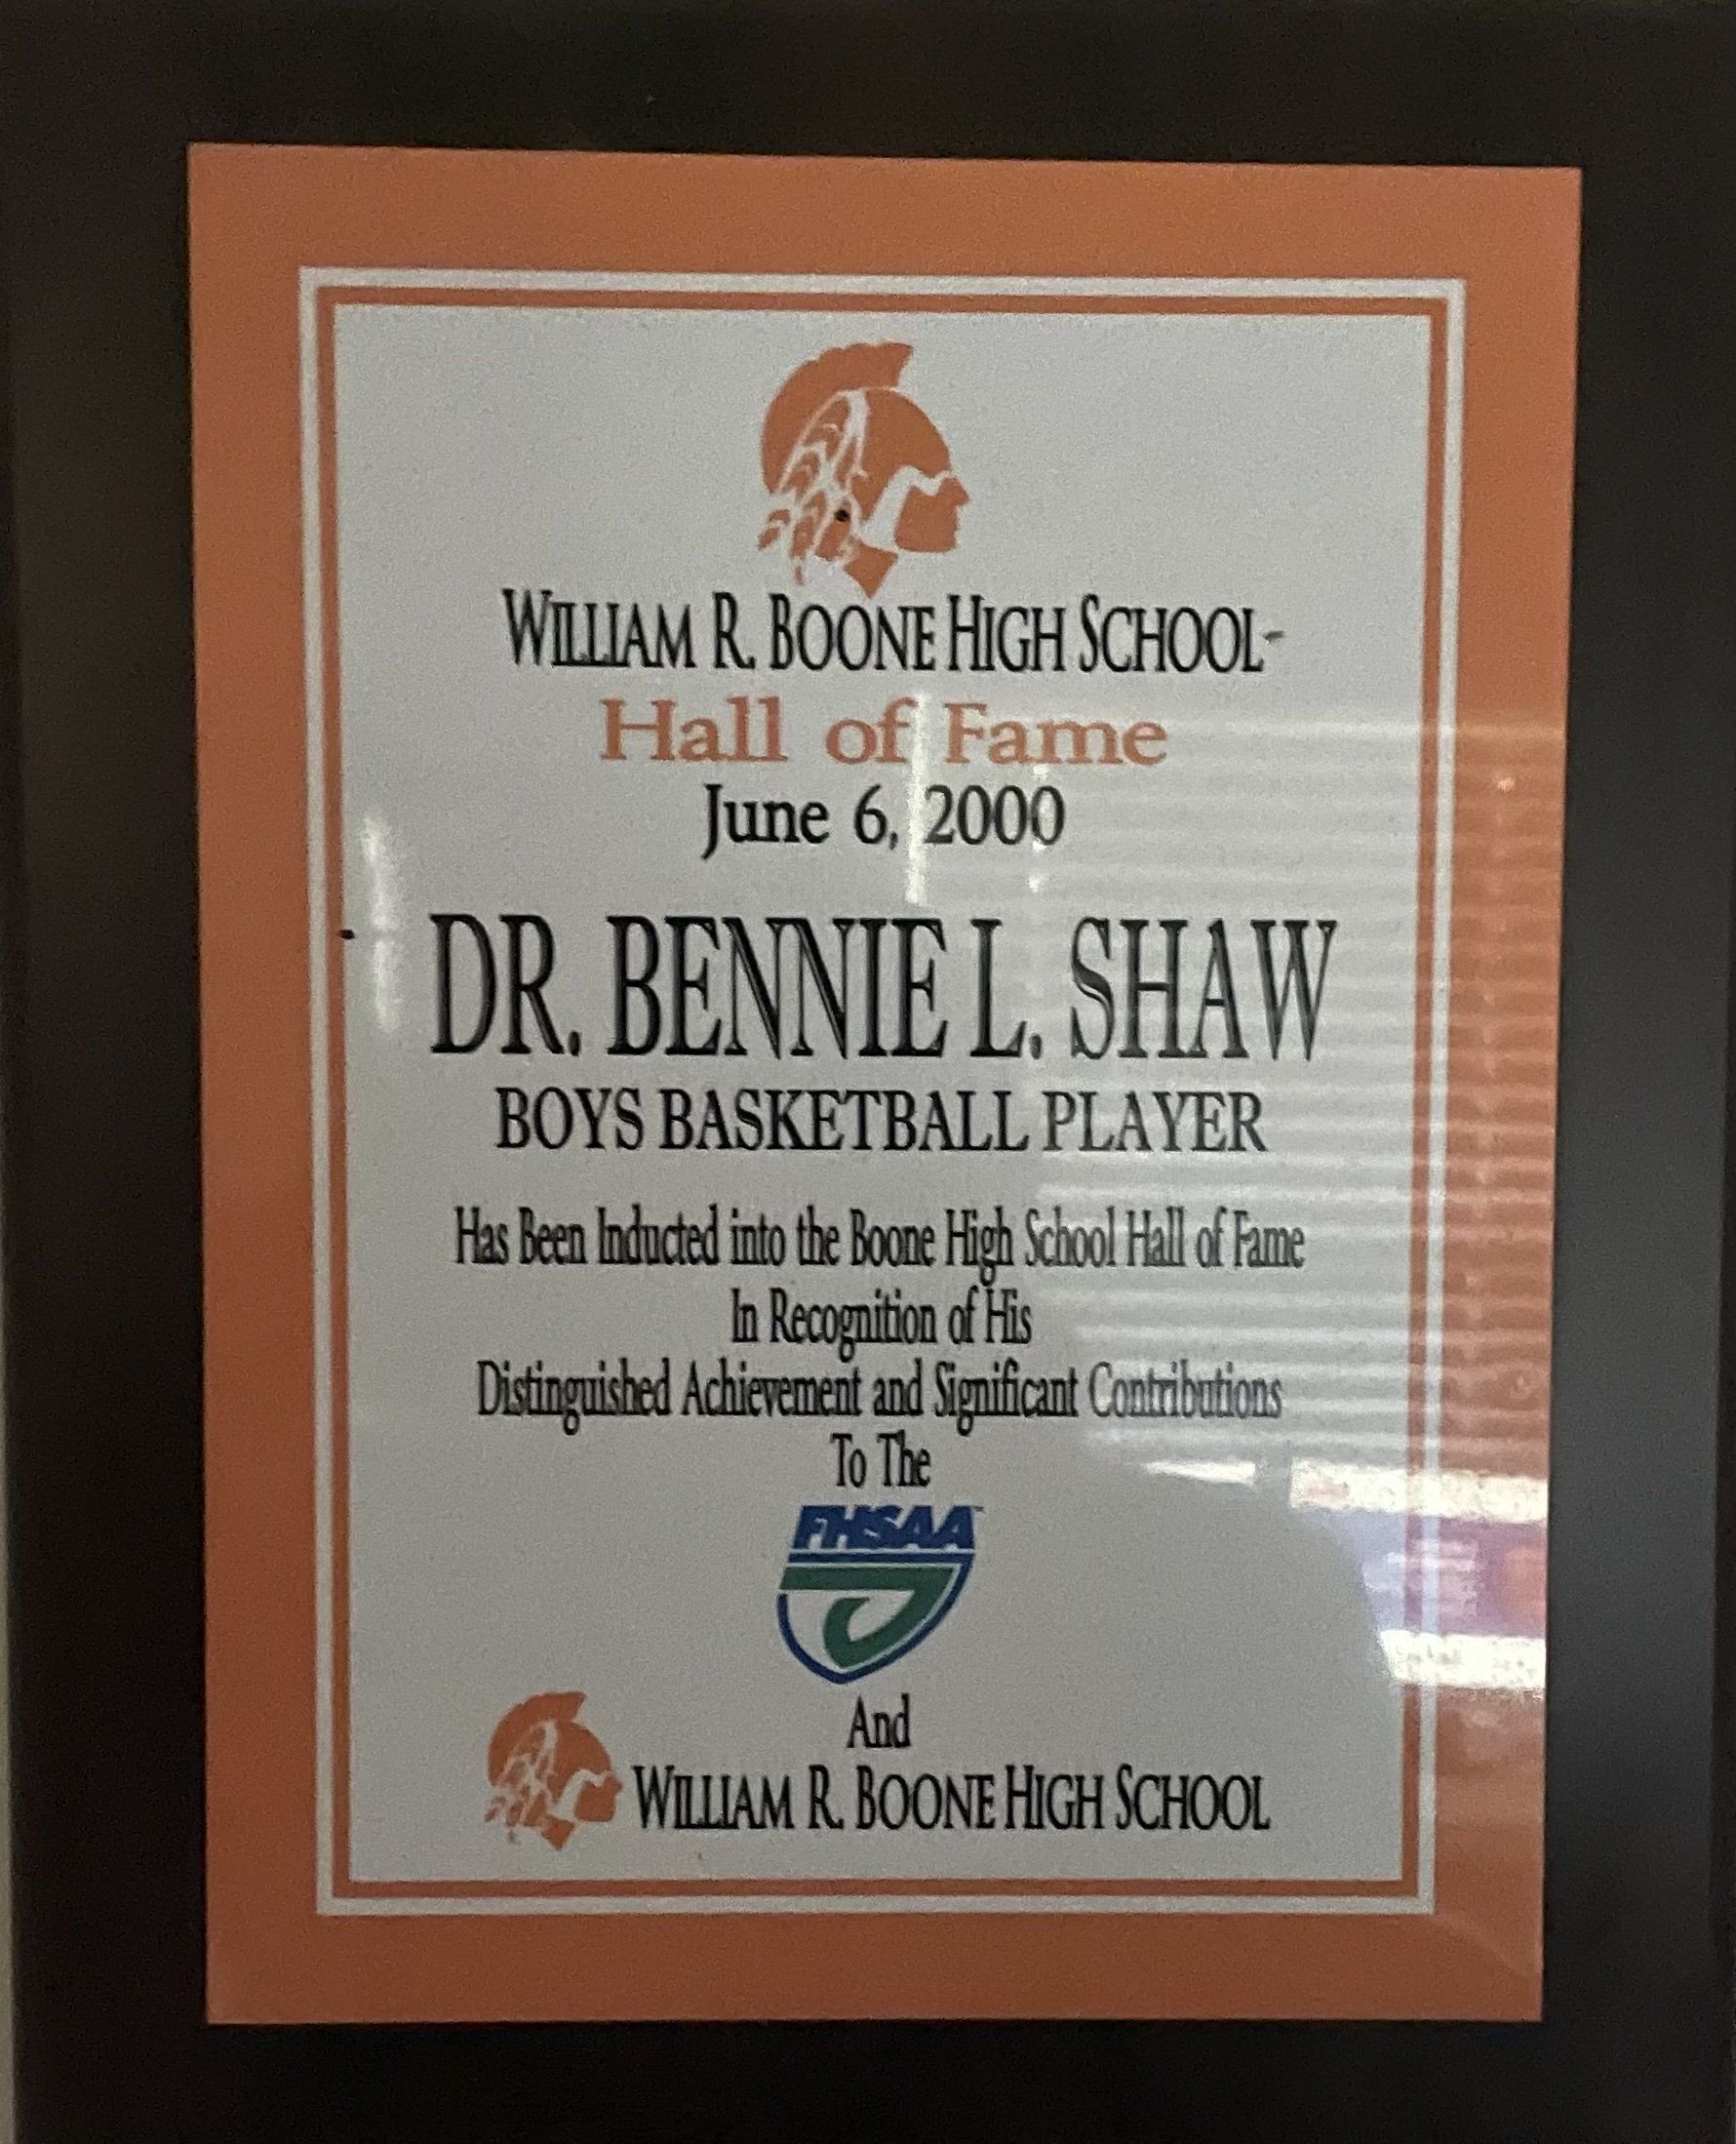 WILLIAM R. BOONE HIGH SCHOOL-
Hall of Fame
June 6, 2000
DR. BENNIE L. SHAW
BOYS BASKETBALL PLAYER
Has Been Inducted into the Boone High School Hall of Fame
In Recognition of His
Distinguished Achievement and Significant Contributions
To The
FHSAA™
And
WILLIAM R. BOONE HIGH SCHOOL